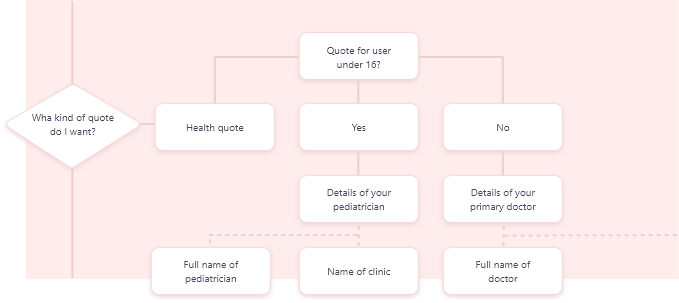 Quote for user
under 16?
Wha kind of quote
do I want?
Health quote
Yes
No
Details of your
pediatrician
Details of your
primary doctor
Full name of
pediatrician
Name of clinic
Full name of
doctor